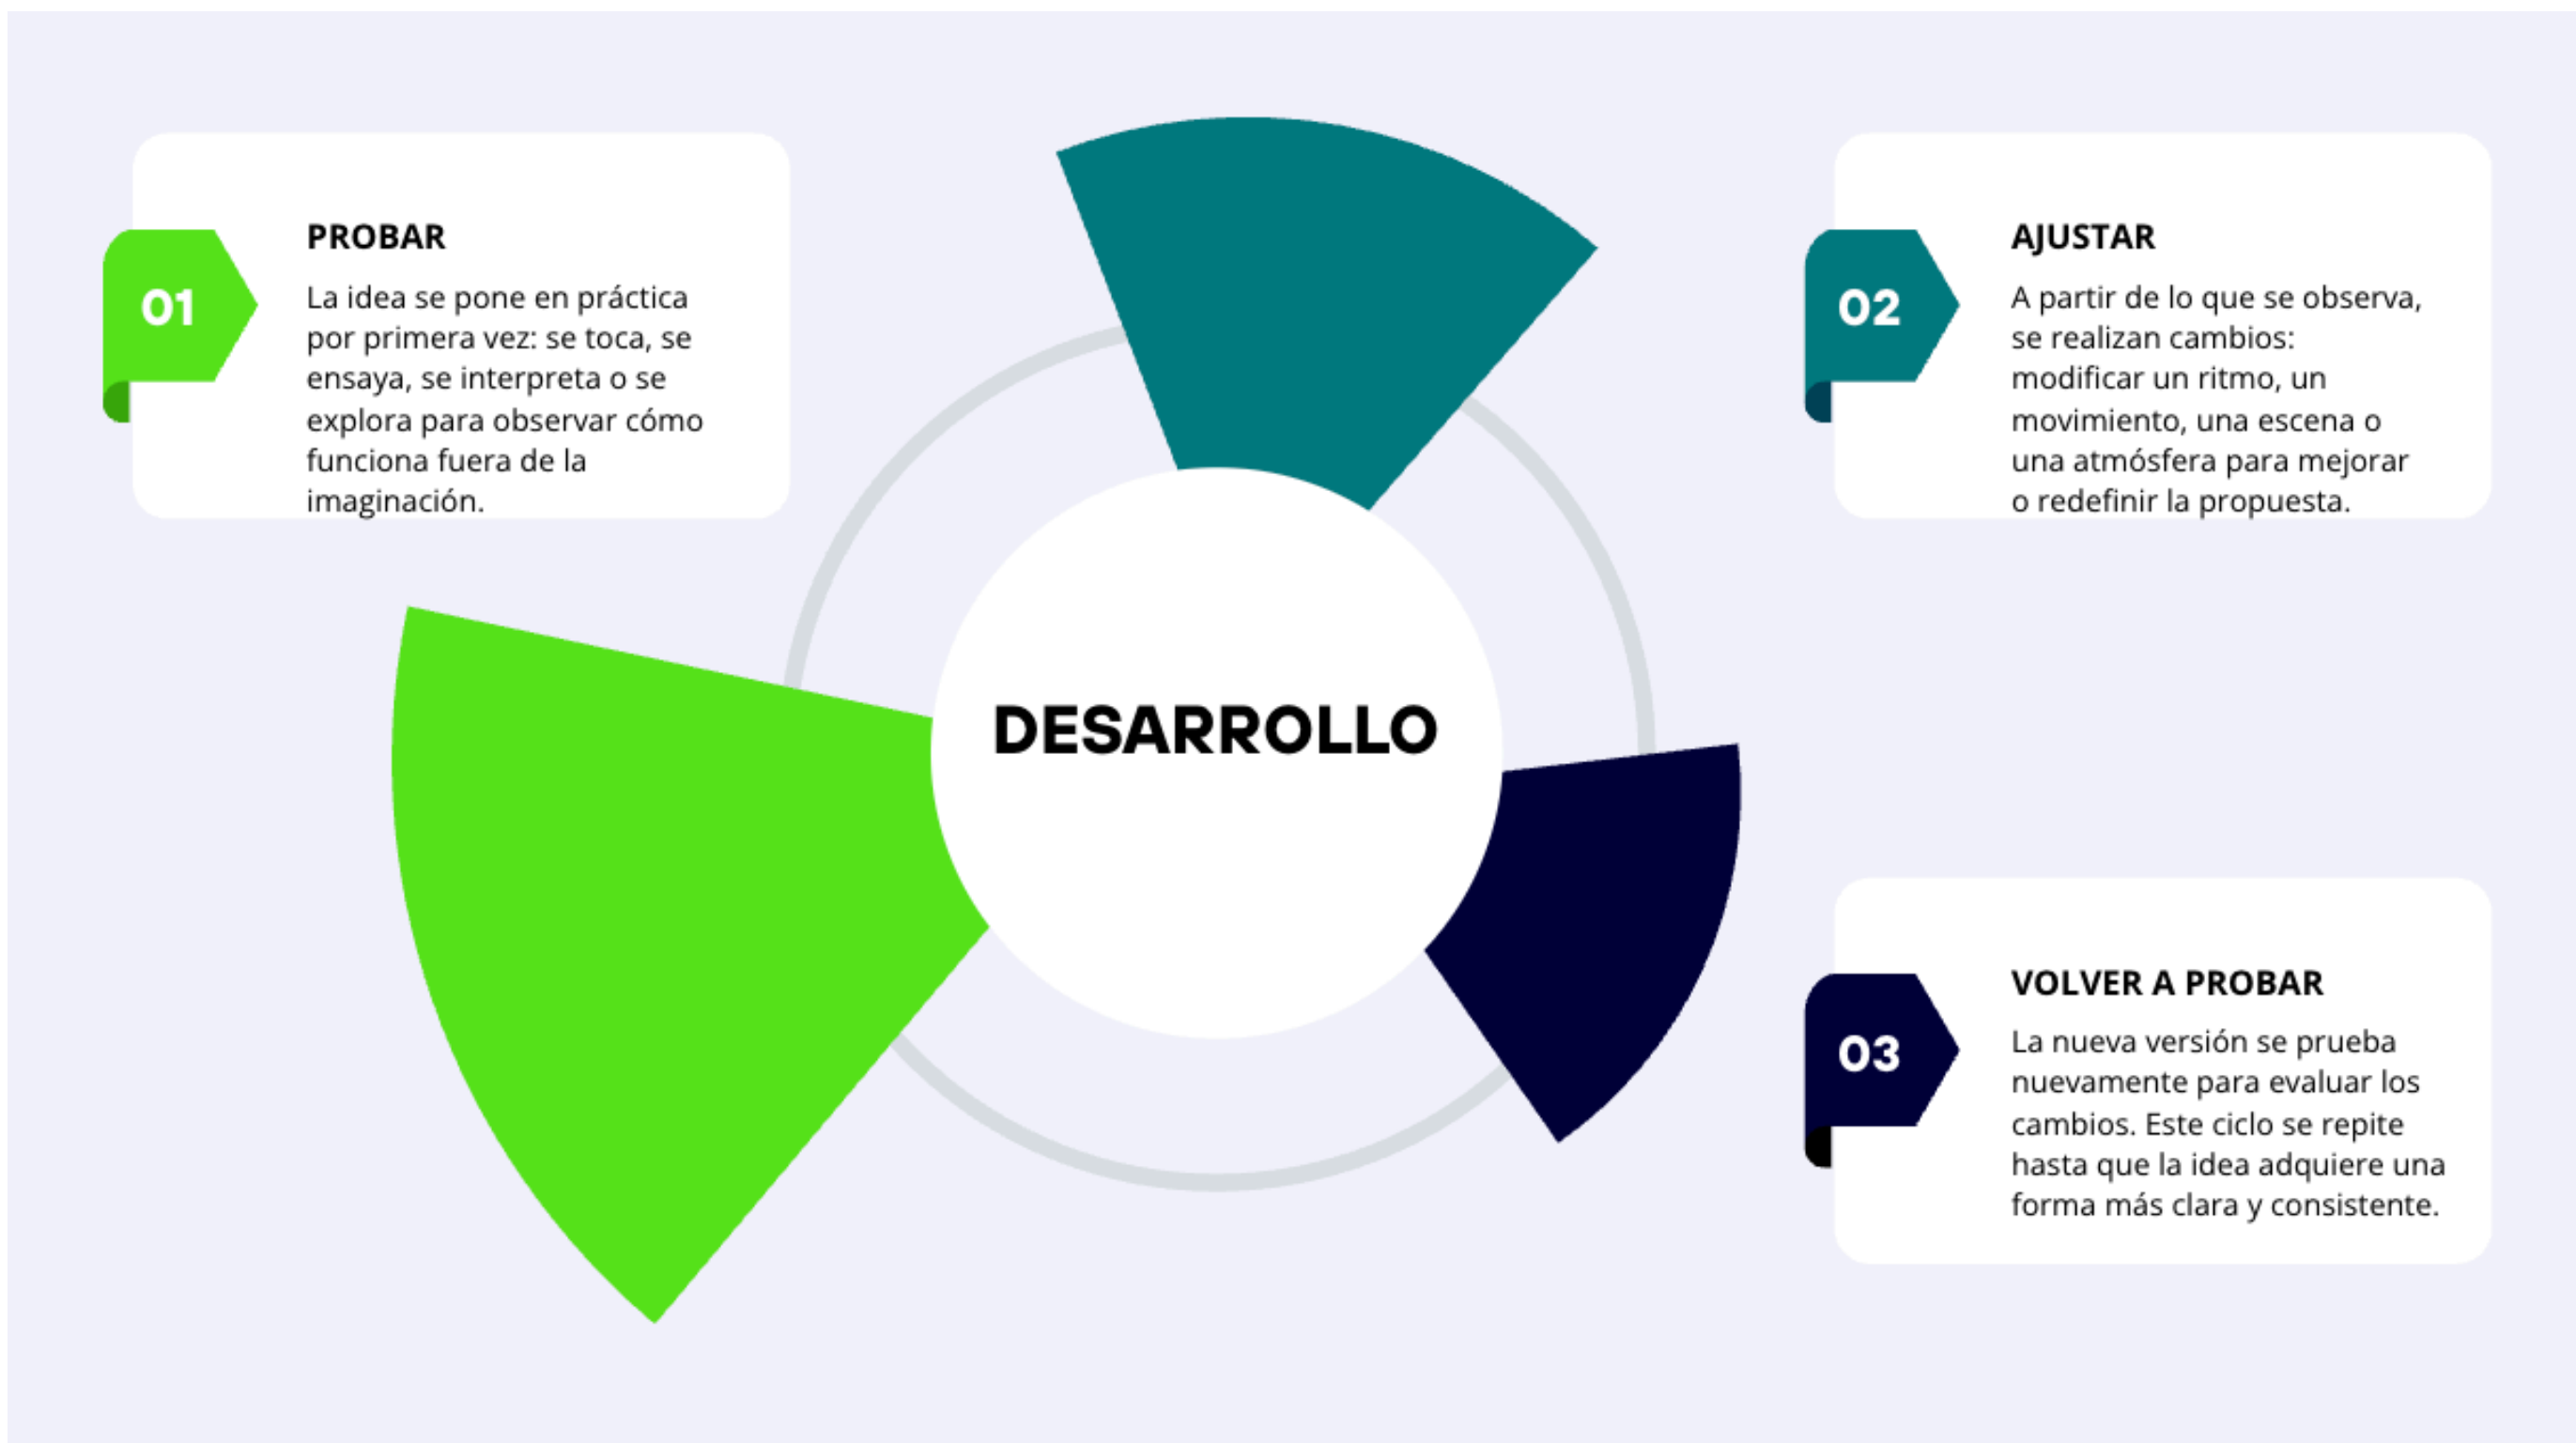 01
PROBAR
La idea se pone en práctica
por primera vez: se toca, se
ensaya, se interpreta o se
explora para observar cómo
funciona fuera de la
imaginación.
02
AJUSTAR
A partir de lo que se observa,
se realizan cambios:
modificar un ritmo, un
movimiento, una escena o
una atmósfera para mejorar
o redefinir la propuesta.
DESARROLLO
03
VOLVER A PROBAR
La nueva versión se prueba
nuevamente para evaluar los
cambios. Este ciclo se repite
hasta que la idea adquiere una
forma más clara y consistente.